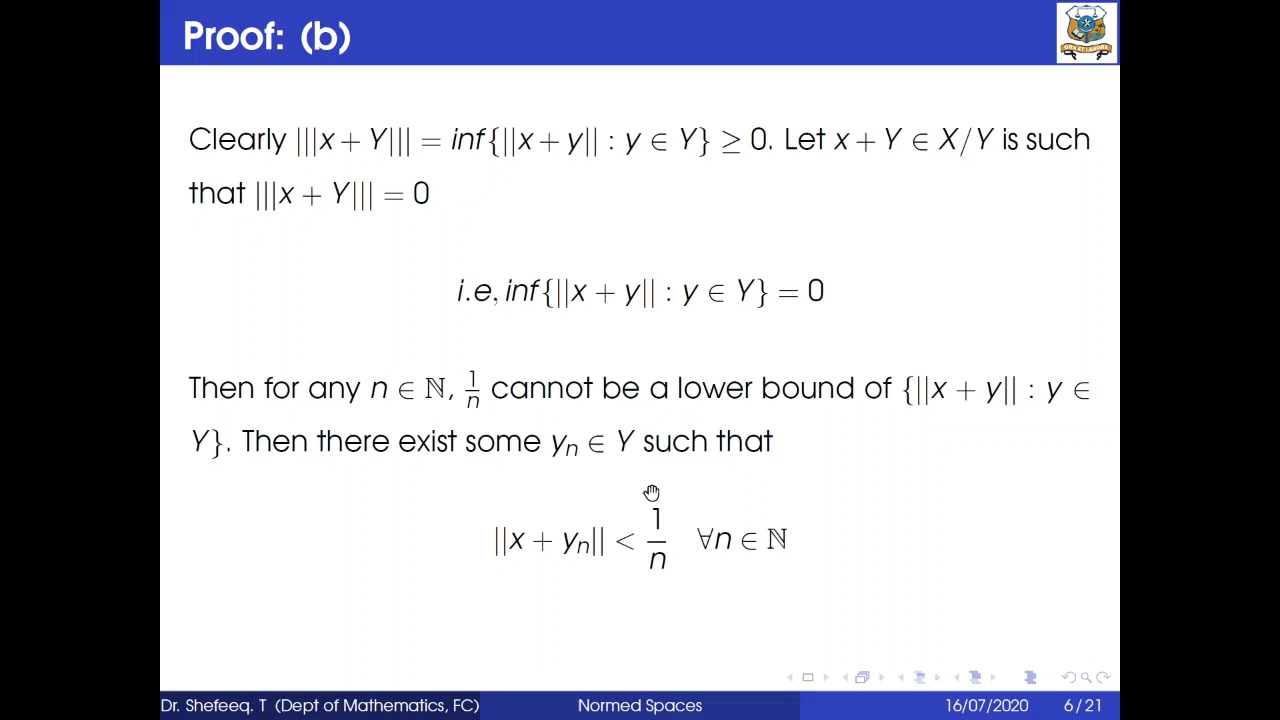 Proof: (b)
Clearly |||x + Y||| = inf{||x + y|| : y ∈ Y} ≥ 0. Let x + Y ∈ X/Y is such
that |||x + Y||| = 0
i.e, inf{||x + y|| : y ∈ Y} = 0
Then for any n ∈ ℕ, 1/n cannot be a lower bound of {||x + y|| : y ∈
Y}. Then there exist some yₙ ∈ Y such that
||x + yₙ|| < 1/n ∀n ∈ ℕ
Dr. Shefeeq. T (Dept of Mathematics, FC) Normed Spaces 16/07/2020 6 / 21